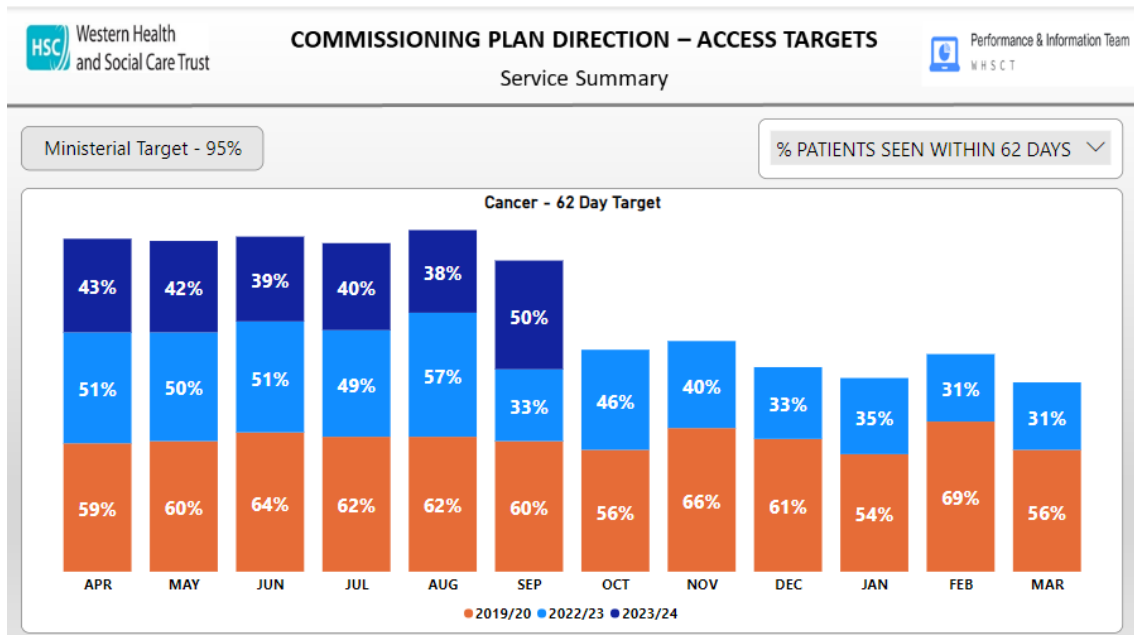 HSC
Western Health
and Social Care Trust
COMMISSIONING PLAN DIRECTION – ACCESS TARGETS
Service Summary
Performance & Information Team
WHSCT
Ministerial Target - 95%
% PATIENTS SEEN WITHIN 62 DAYS
Cancer - 62 Day Target
43% 42% 39% 40% 38% 50%
51% 50% 51% 49% 57% 33% 46% 40% 33% 35% 31% 31%
59% 60% 64% 62% 62% 60% 56% 66% 61% 54% 69% 56%
APR MAY JUN JUL AUG SEP OCT NOV DEC JAN FEB MAR
2019/20 2022/23 2023/24